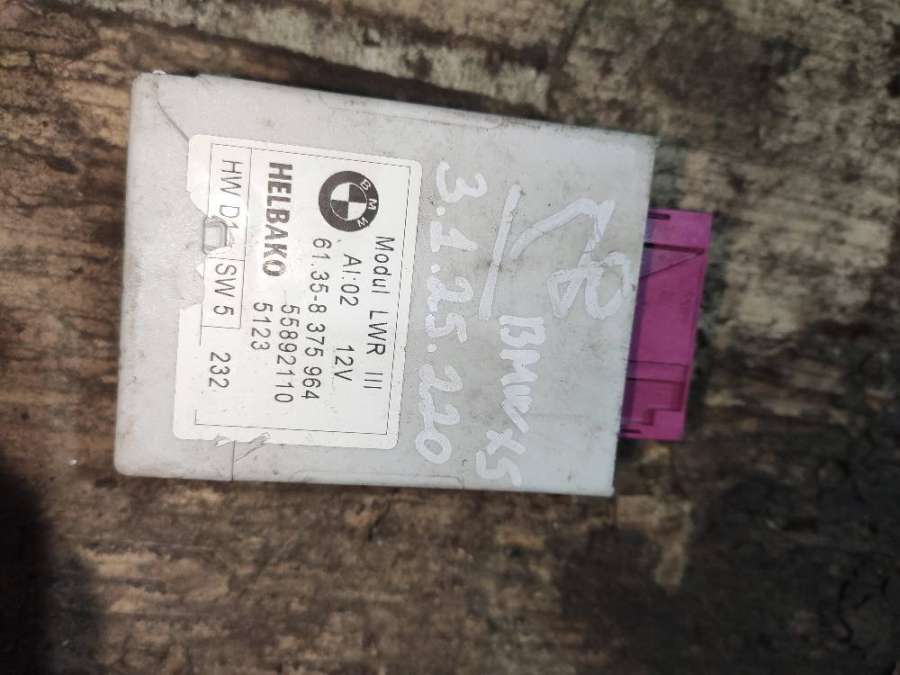 BMW X5
3.1.25.220
BMW
Modul LWR III
AI:02 12V
61.35-8 375 964
55892110
HELBAKO 5123
HW D1 SW 5 232